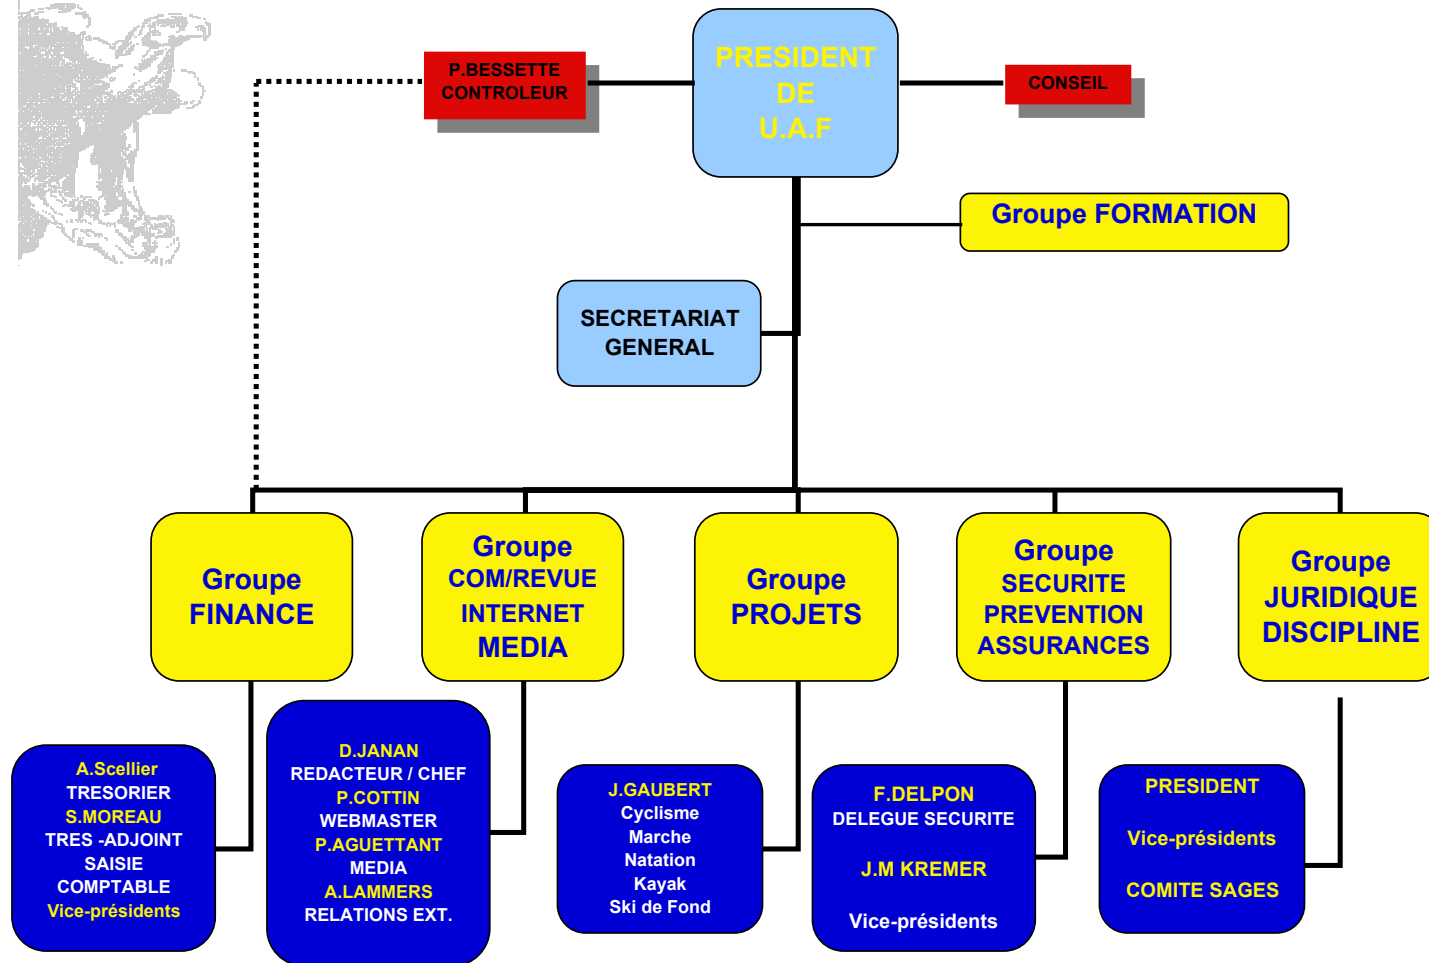 P.BESSETTE
CONTROLEUR
PRESIDENT
DE
U.A.F
CONSEIL
Groupe FORMATION
SECRETARIAT
GENERAL
Groupe
FINANCE
Groupe
COM/REVUE
INTERNET
MEDIA
Groupe
PROJETS
Groupe
SECURITE
PREVENTION
ASSURANCES
Groupe
JURIDIQUE
DISCIPLINE
A.Scellier
TRESORIER
S.MOREAU
TRES -ADJOINT
SAISIE
COMPTABLE
Vice-présidents
D.JANAN
REDACTEUR / CHEF
P.COTTIN
WEBMASTER
P.AGUETTANT
MEDIA
A.LAMMERS
RELATIONS EXT.
J.GAUBERT
Cyclisme
Marche
Natation
Kayak
Ski de Fond
F.DELPON
DELEGUE SECURITE
J.M KREMER
Vice-présidents
PRESIDENT
Vice-présidents
COMITE SAGES